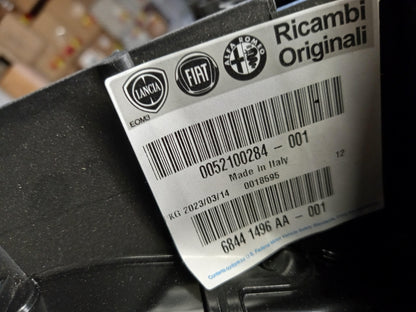 LANCIA FIAT ALFA ROMEO Ricambi
Originali
EOM3
0052100284 -001
Made in Italy
KG 2023/03/14 0018595 12
6844 1496 AA -001